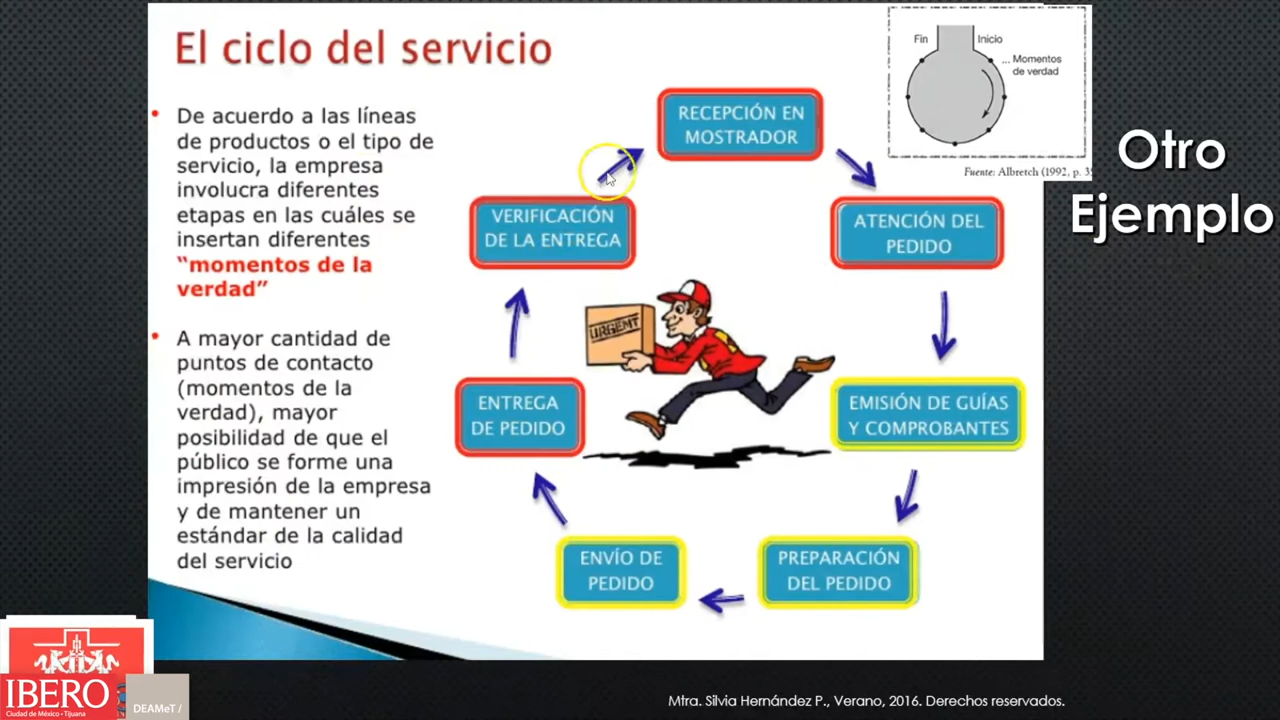 El ciclo del servicio
De acuerdo a las líneas
de productos o el tipo de
servicio, la empresa
involucra diferentes
etapas en las cuáles se
insertan diferentes
“momentos de la
verdad”
A mayor cantidad de
puntos de contacto
(momentos de la
verdad), mayor
posibilidad de que el
público se forme una
impresión de la empresa
y de mantener un
estándar de la calidad
del servicio
RECEPCIÓN EN
MOSTRADOR
ATENCIÓN DEL
PEDIDO
EMISIÓN DE GUÍAS
Y COMPROBANTES
PREPARACIÓN
DEL PEDIDO
ENVÍO DE
PEDIDO
ENTREGA
DE PEDIDO
VERIFICACIÓN
DE LA ENTREGA
URGENT
Fin
Inicio
... Momentos
de verdad
Fuente: Albretch (1992, p.
Otro
Ejemplo
IBERO
Ciudad de México • Tijuana
DEAMeT /
Mtra. Silvia Hernández P., Verano, 2016. Derechos reservados.